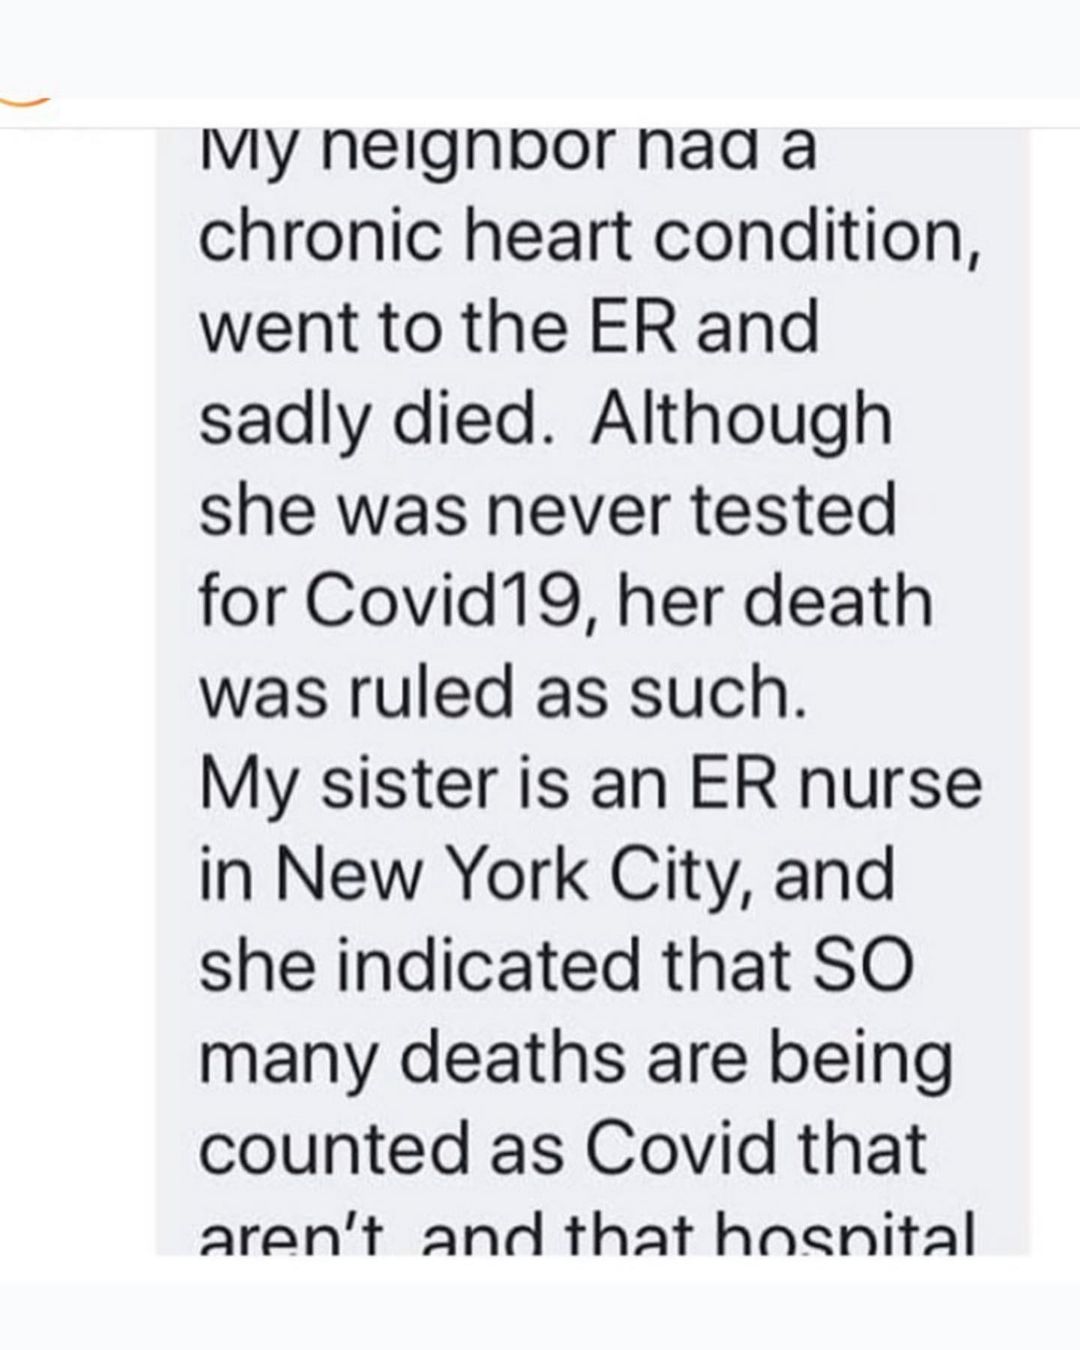 My neighbor had a
chronic heart condition,
went to the ER and
sadly died.  Although
she was never tested
for Covid19, her death
was ruled as such.
My sister is an ER nurse
in New York City, and
she indicated that SO
many deaths are being
counted as Covid that
aren't  and that hospital